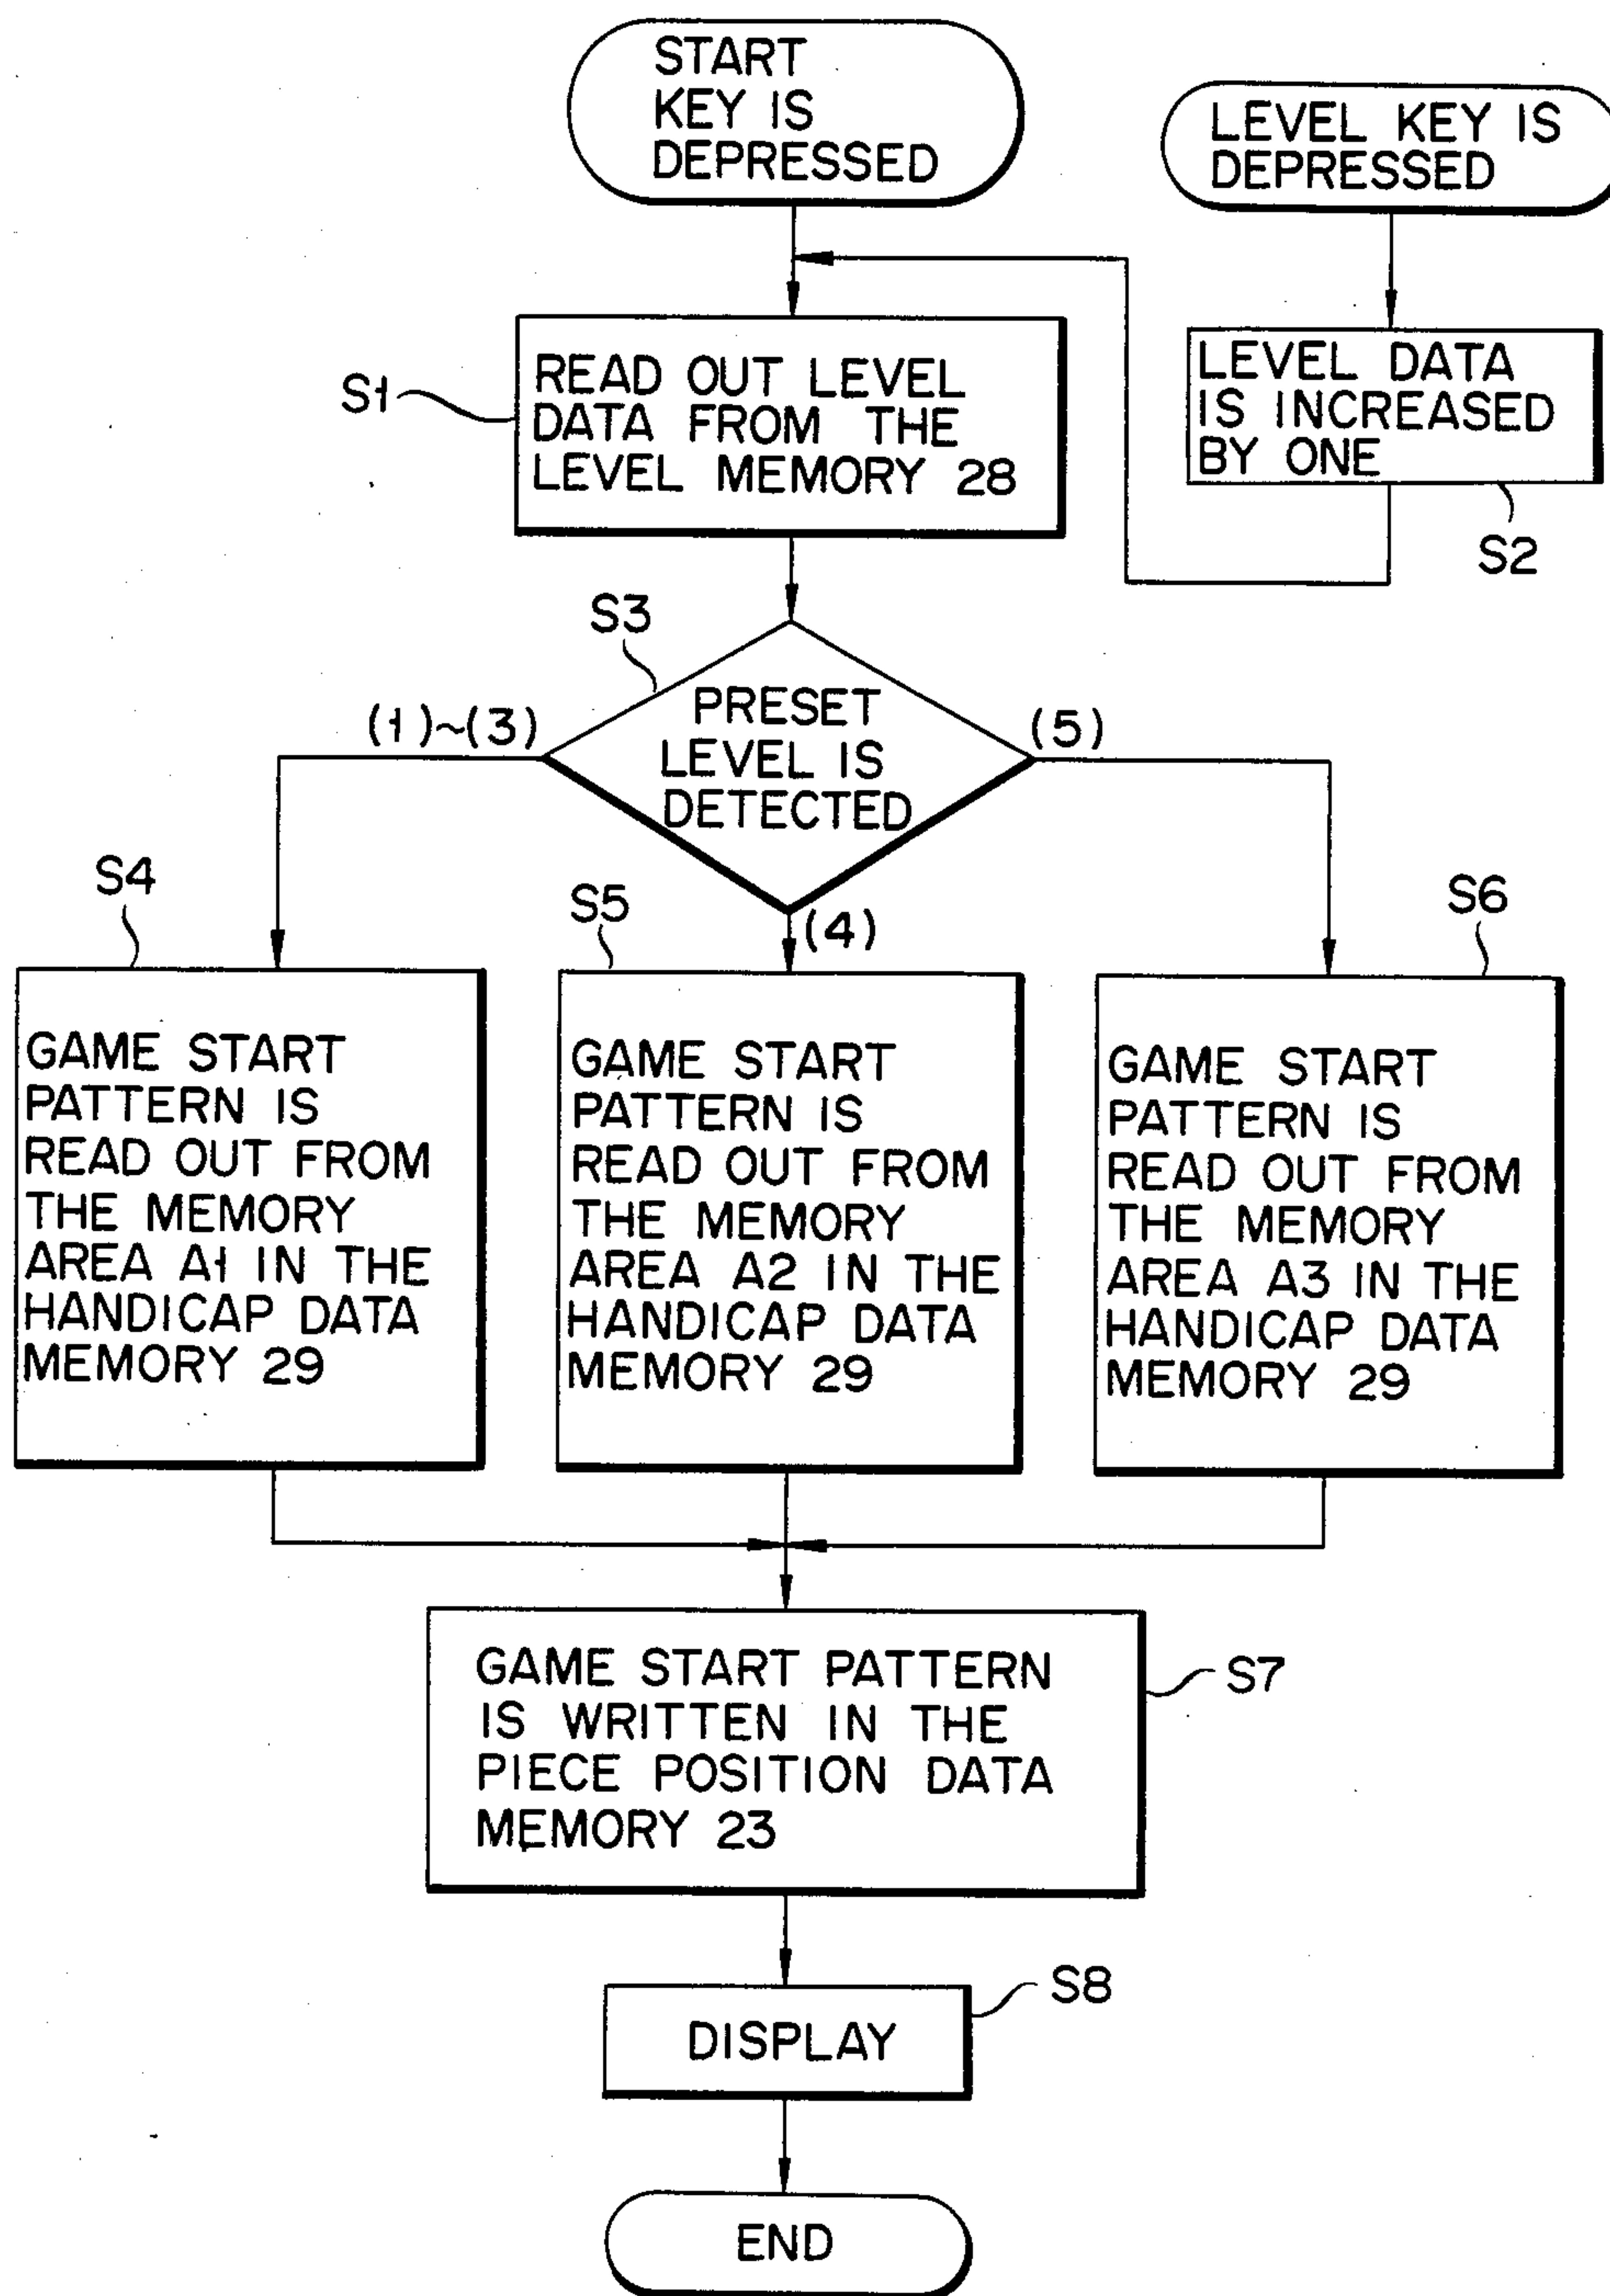 START
KEY IS
DEPRESSED
LEVEL KEY IS
DEPRESSED
S1
READ OUT LEVEL
DATA FROM THE
LEVEL MEMORY 28
LEVEL DATA
IS INCREASED
BY ONE
S2
S3
PRESET
LEVEL IS
DETECTED
(1)~(3)
(5)
(4)
S4
GAME START
PATTERN IS
READ OUT FROM
THE MEMORY
AREA A1 IN THE
HANDICAP DATA
MEMORY 29
S5
GAME START
PATTERN IS
READ OUT FROM
THE MEMORY
AREA A2 IN THE
HANDICAP DATA
MEMORY 29
S6
GAME START
PATTERN IS
READ OUT FROM
THE MEMORY
AREA A3 IN THE
HANDICAP DATA
MEMORY 29
GAME START PATTERN
IS WRITTEN IN THE
PIECE POSITION DATA
MEMORY 23
S7
DISPLAY
S8
END